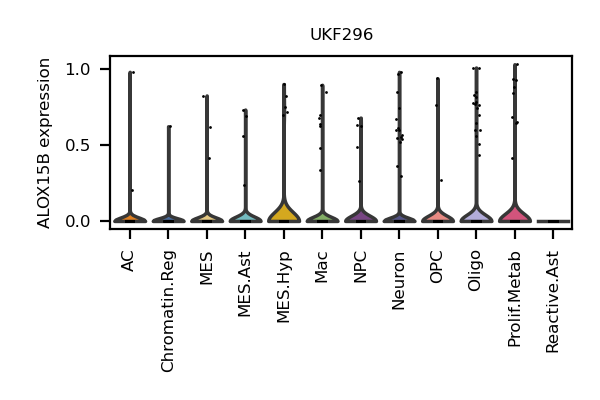 UKF296
ALOX15B expression
1.0
0.5
0.0
AC
Chromatin.Reg
MES
MES.Ast
MES.Hyp
Mac
NPC
Neuron
OPC
Oligo
Prolif.Metab
Reactive.Ast